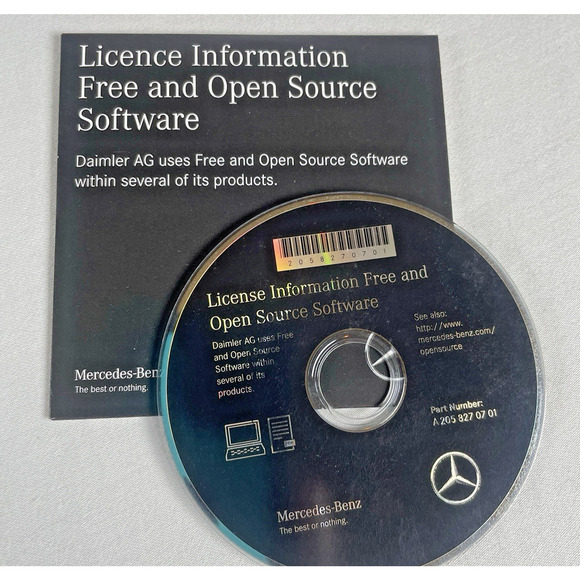 Licence Information
Free and Open Source
Software
Daimler AG uses Free and Open Source Software
within several of its products.
Mercedes-Benz
The best or nothing.
2058270701
License Information Free and
Open Source Software
Daimler AG uses Free
and Open Source
Software within
several of its
products.
See also:
http://www.
mercedes-benz.com/
opensource
Part Number:
A 205 827 07 01
Mercedes-Benz
The best or nothing.